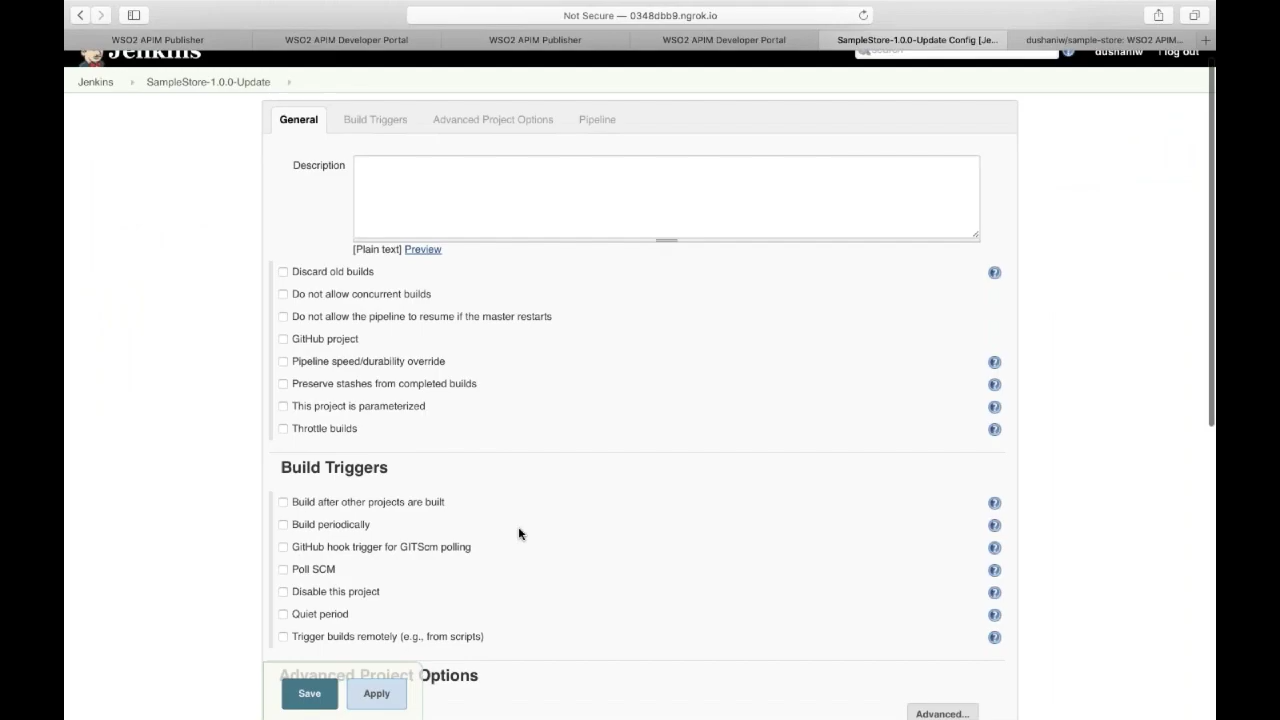 Not Secure — 0348dbb9.ngrok.io
WSO2 APIM Publisher
WSO2 APIM Developer Portal
WSO2 APIM Publisher
WSO2 APIM Developer Portal
SampleStore-1.0.0-Update Config [Je...
dushaniw/sample-store: WSO2 APIM...
Jenkins
search
dushaniw
log out
Jenkins
SampleStore-1.0.0-Update
General
Build Triggers
Advanced Project Options
Pipeline
Description
[Plain text] Preview
Discard old builds
Do not allow concurrent builds
Do not allow the pipeline to resume if the master restarts
GitHub project
Pipeline speed/durability override
Preserve stashes from completed builds
This project is parameterized
Throttle builds
Build Triggers
Build after other projects are built
Build periodically
GitHub hook trigger for GITScm polling
Poll SCM
Disable this project
Quiet period
Trigger builds remotely (e.g., from scripts)
Advanced Project Options
Save
Apply
Advanced...